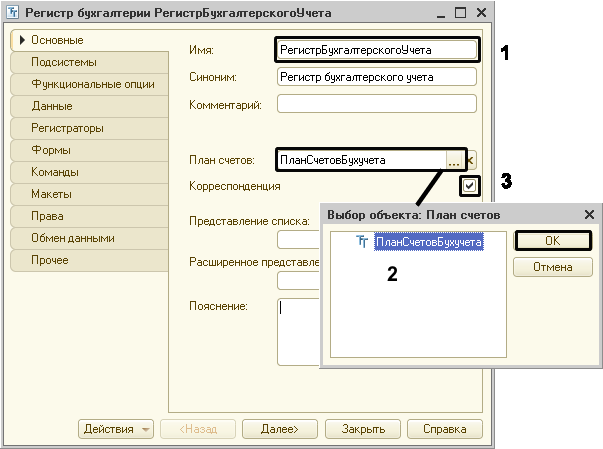 Регистр бухгалтерии РегистрБухгалтерскогоУчета
Основные
Подсистемы
Функциональные опции
Данные
Регистраторы
Формы
Команды
Макеты
Права
Обмен данными
Прочее
Имя: РегистрБухгалтерскогоУчета 1
Синоним: Регистр бухгалтерского учета
Комментарий:
План счетов: ПланСчетовБухучета ...
Корреспонденция 3
Представление списка:
Расширенное представле
Пояснение:
Выбор объекта: План счетов
ПланСчетовБухучета
2
OK
Отмена
Действия <Назад Далее> Закрыть Справка